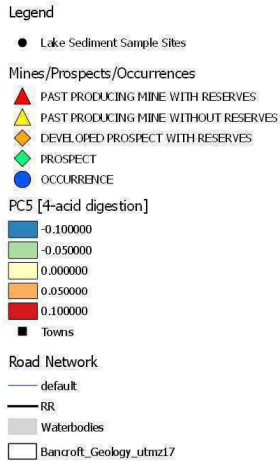 Legend
Lake Sediment Sample Sites
Mines/Prospects/Occurrences
PAST PRODUCING MINE WITH RESERVES
PAST PRODUCING MINE WITHOUT RESERVES
DEVELOPED PROSPECT WITH RESERVES
PROSPECT
OCCURRENCE
PC5 [4-acid digestion]
-0.100000
-0.050000
0.000000
0.050000
0.100000
Towns
Road Network
default
RR
Waterbodies
Bancroft_Geology_utmz17